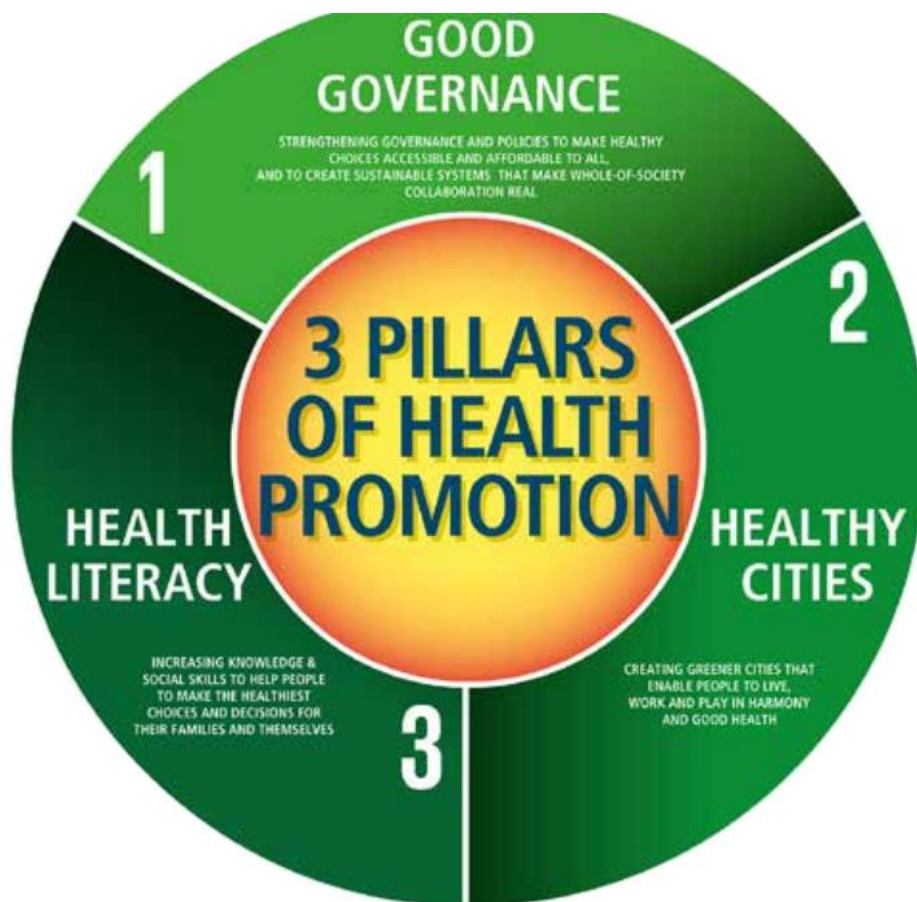 GOOD
GOVERNANCE
STRENGTHENING GOVERNANCE AND POLICIES TO MAKE HEALTHY
CHOICES ACCESSIBLE AND AFFORDABLE TO ALL,
AND TO CREATE SUSTAINABLE SYSTEMS THAT MAKE WHOLE-OF-SOCIETY
COLLABORATION REAL
1
2
3 PILLARS
OF HEALTH
PROMOTION
HEALTHY
CITIES
CREATING GREENER CITIES THAT
ENABLE PEOPLE TO LIVE,
WORK AND PLAY IN HARMONY
AND GOOD HEALTH
HEALTH
LITERACY
INCREASING KNOWLEDGE &
SOCIAL SKILLS TO HELP PEOPLE
TO MAKE THE HEALTHIEST
CHOICES AND DECISIONS FOR
THEIR FAMILIES AND THEMSELVES
3